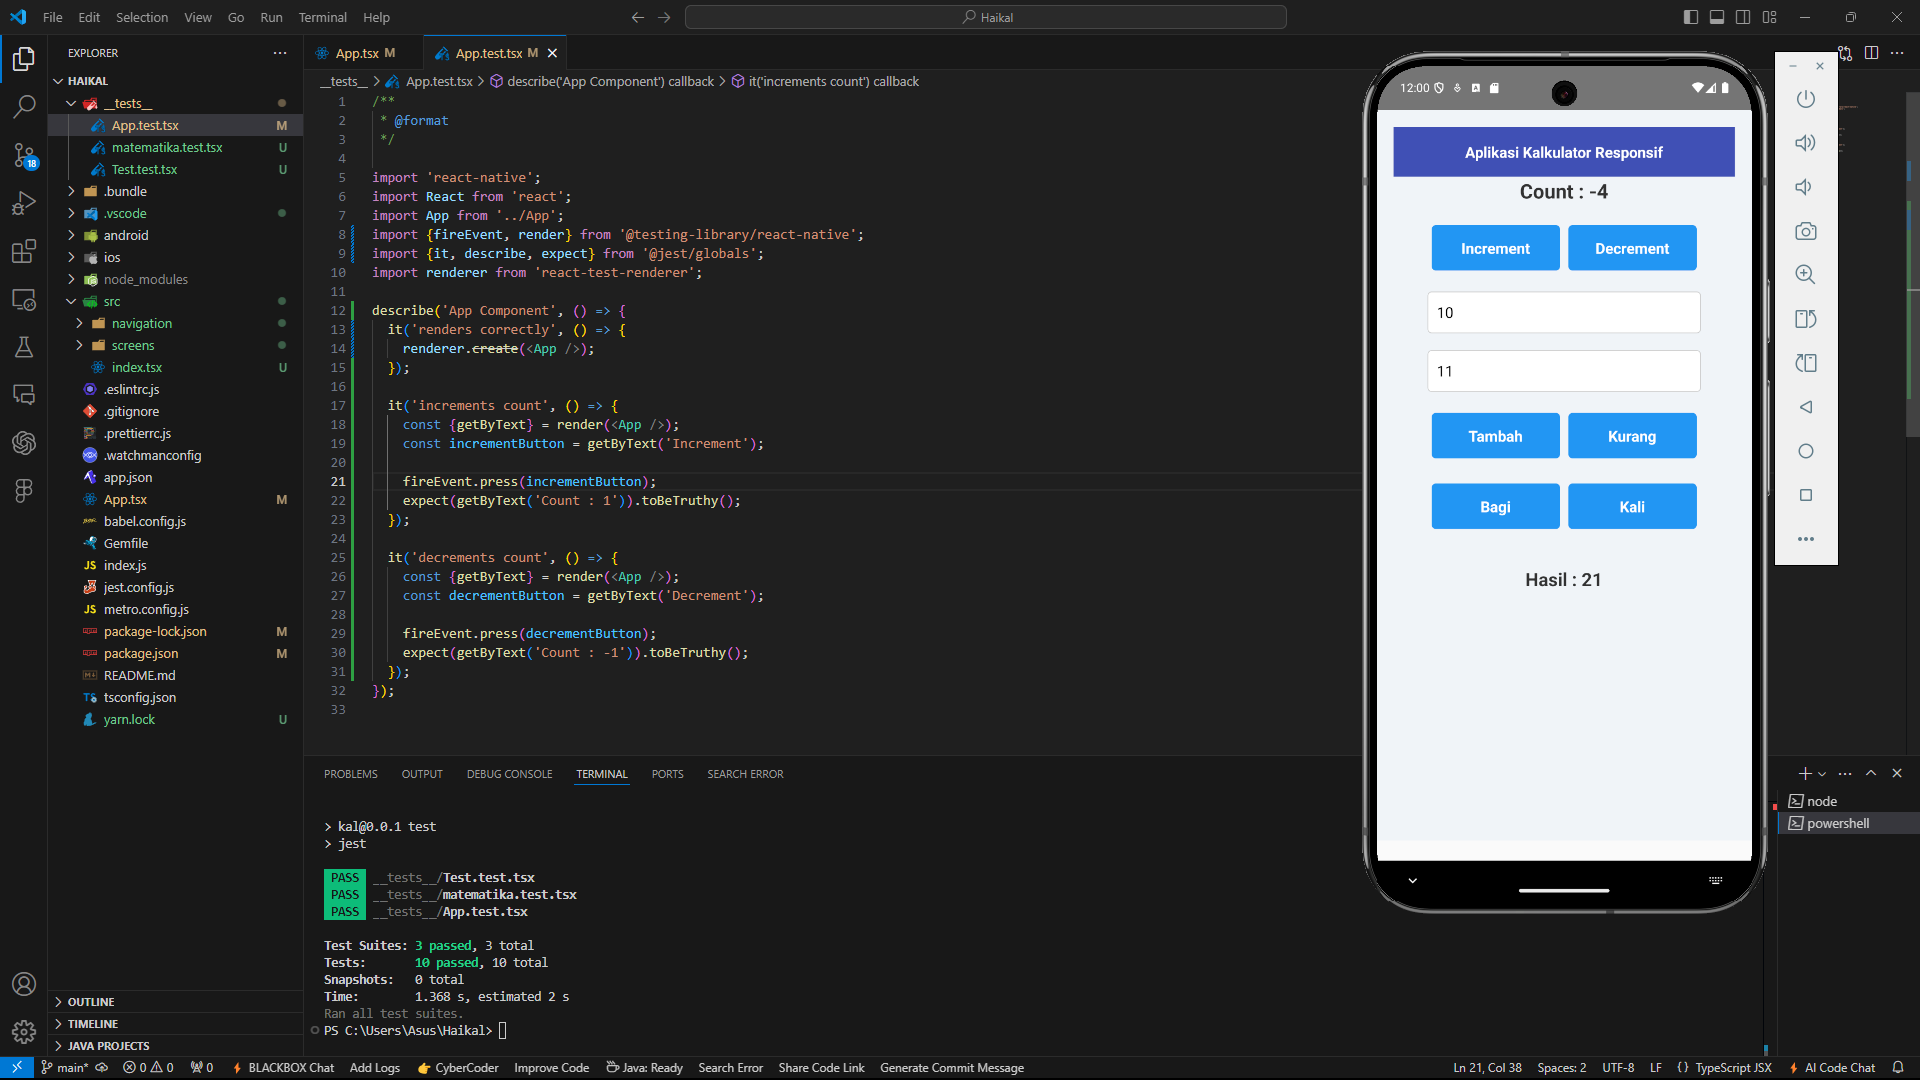 File Edit Selection View Go Run Terminal Help
Haikal
EXPLORER
HAIKAL
__tests__
App.test.tsx M
matematika.test.tsx U
Test.test.tsx U
.bundle
.vscode
android
ios
node_modules
src
navigation
screens
index.tsx U
.eslintrc.js
.gitignore
.prettierrc.js
.watchmanconfig
app.json
App.tsx M
babel.config.js
Gemfile
JS index.js
jest.config.js
JS metro.config.js
package-lock.json M
package.json M
README.md
TS tsconfig.json
yarn.lock U
OUTLINE
TIMELINE
JAVA PROJECTS
18
App.tsx M
App.test.tsx M
__tests__ > App.test.tsx > describe('App Component') callback > it('increments count') callback
1 /**
2 * @format
3 */
4
5 import 'react-native';
6 import React from 'react';
7 import App from '../App';
8 import {fireEvent, render} from '@testing-library/react-native';
9 import {it, describe, expect} from '@jest/globals';
10 import renderer from 'react-test-renderer';
11
12 describe('App Component', () => {
13 it('renders correctly', () => {
14 renderer.create(<App />);
15 });
16
17 it('increments count', () => {
18 const {getByText} = render(<App />);
19 const incrementButton = getByText('Increment');
20
21 fireEvent.press(incrementButton);
22 expect(getByText('Count : 1')).toBeTruthy();
23 });
24
25 it('decrements count', () => {
26 const {getByText} = render(<App />);
27 const decrementButton = getByText('Decrement');
28
29 fireEvent.press(decrementButton);
30 expect(getByText('Count : -1')).toBeTruthy();
31 });
32 });
33
PROBLEMS OUTPUT DEBUG CONSOLE TERMINAL PORTS SEARCH ERROR
> kal@0.0.1 test
> jest
PASS __tests__/Test.test.tsx
PASS __tests__/matematika.test.tsx
PASS __tests__/App.test.tsx
Test Suites: 3 passed, 3 total
Tests: 10 passed, 10 total
Snapshots: 0 total
Time: 1.368 s, estimated 2 s
Ran all test suites.
PS C:\Users\Asus\Haikal>
node
powershell
12:00
Aplikasi Kalkulator Responsif
Count : -4
Increment Decrement
10
11
Tambah Kurang
Bagi Kali
Hasil : 21
main* 0 0 0 BLACKBOX Chat Add Logs CyberCoder Improve Code Java: Ready Search Error Share Code Link Generate Commit Message Ln 21, Col 38 Spaces: 2 UTF-8 LF {} TypeScript JSX AI Code Chat